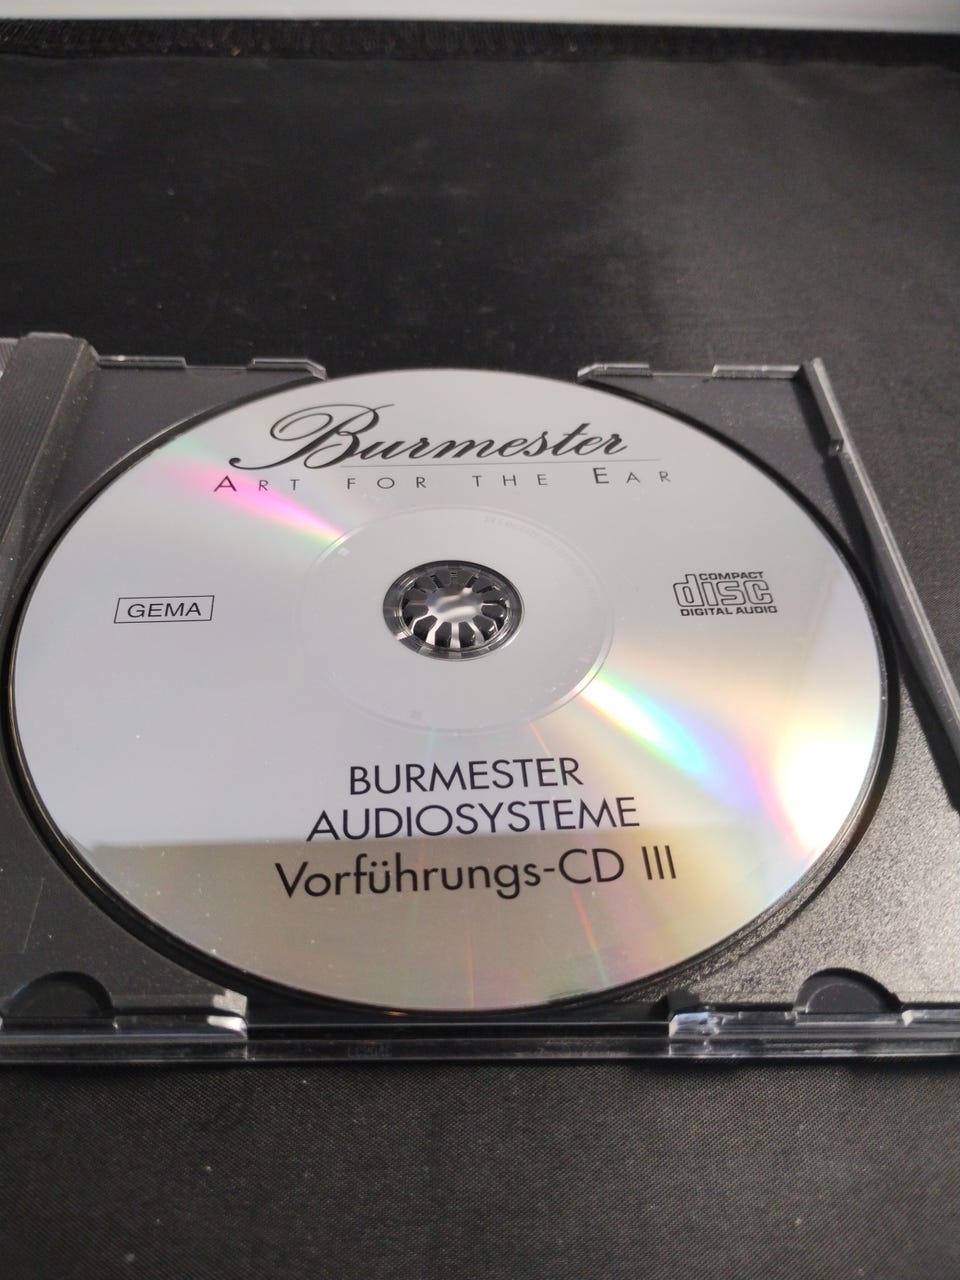 Burmester
ART FOR THE EAR
GEMA
COMPACT
disc
DIGITAL AUDIO
BURMESTER
AUDIOSYSTEME
Vorführungs-CD III